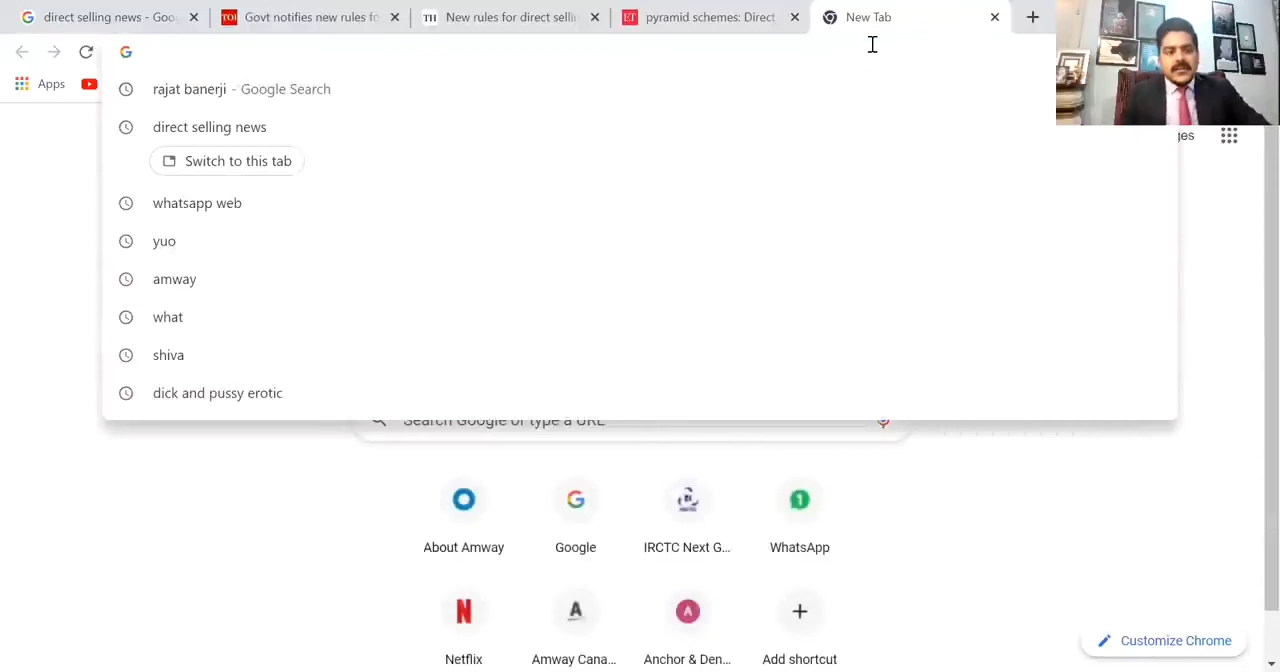 direct selling news - Goo
Govt notifies new rules fo
New rules for direct sellin
pyramid schemes: Direct
New Tab
Apps
rajat banerji - Google Search
direct selling news
Switch to this tab
whatsapp web
yuo
amway
what
shiva
dick and pussy erotic
Search Google or type a URL
About Amway
Google
IRCTC Next G...
WhatsApp
Netflix
Amway Cana...
Anchor & Den...
Add shortcut
Customize Chrome